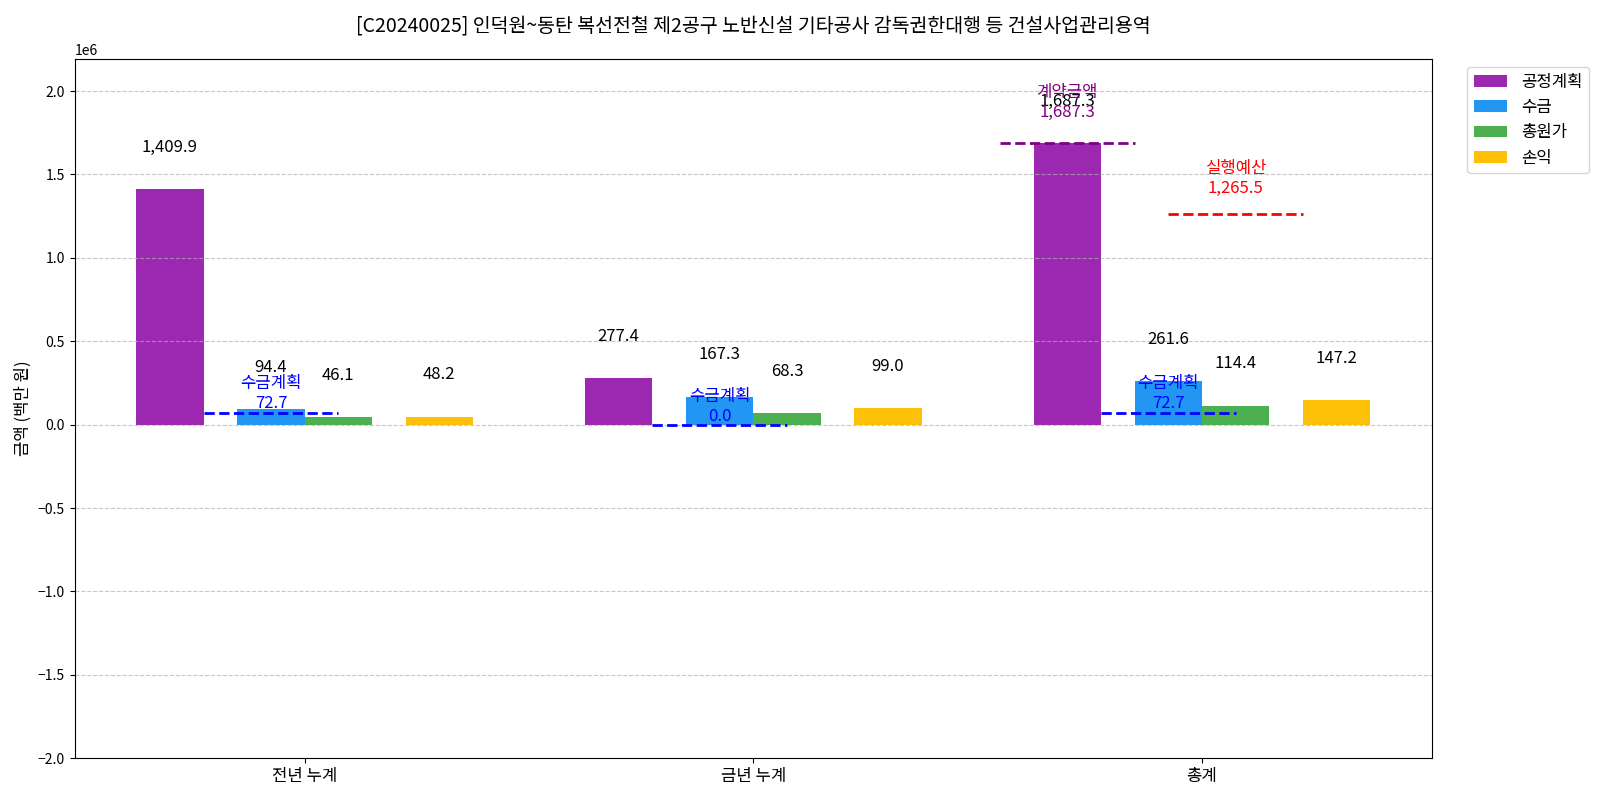 [C20240025] 인덕원~동탄 복선전철 제2공구 노반신설 기타공사 감독권한대행 등 건설사업관리용역
1e6
금액 (백만 원)
2.0
1.5
1.0
0.5
0.0
−0.5
−1.0
−1.5
−2.0
1,409.9
94.4
수금계획
72.7
46.1
48.2
277.4
167.3
수금계획
0.0
68.3
99.0
계약금액
1,687.3
1,687.3
실행예산
1,265.5
261.6
수금계획
72.7
114.4
147.2
전년 누계
금년 누계
총계
공정계획
수금
총원가
손익